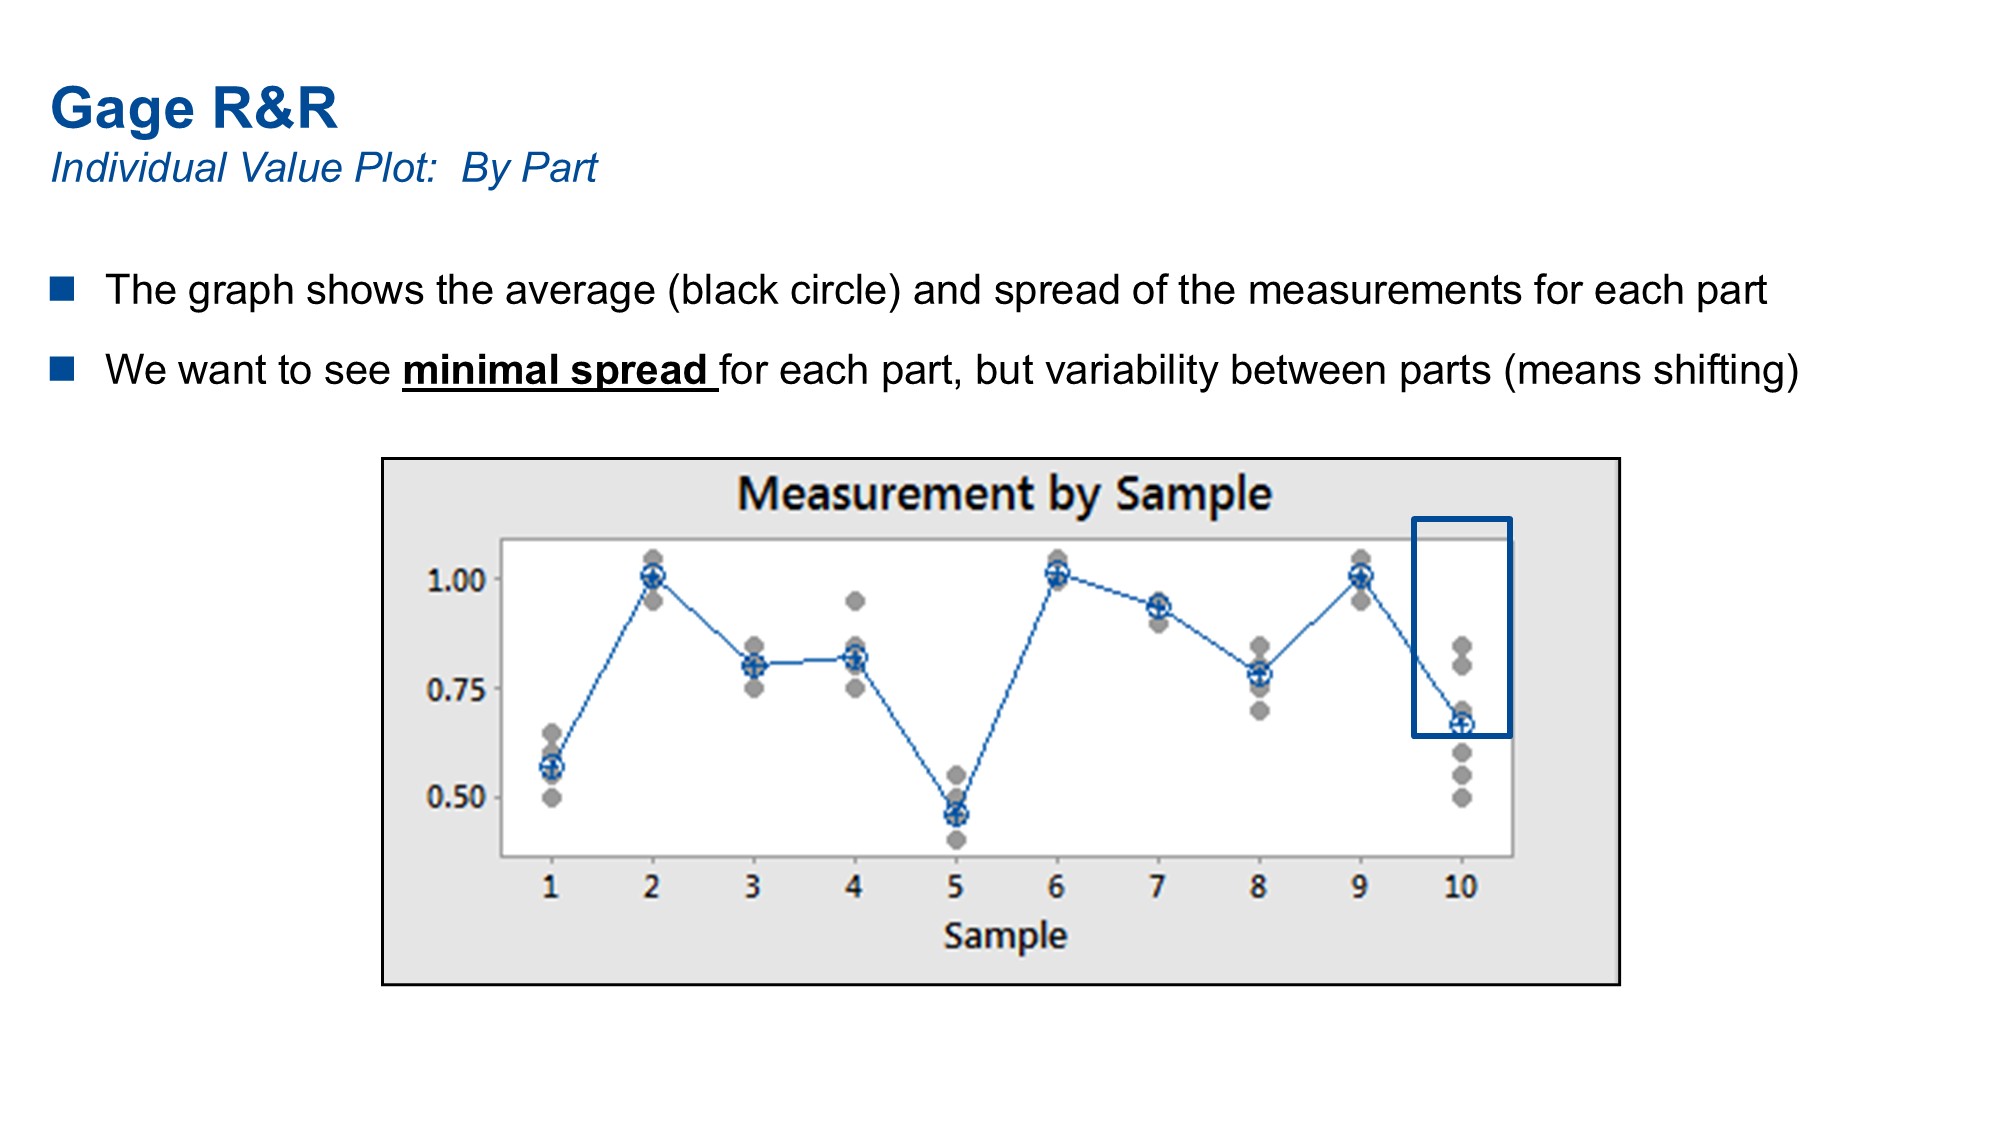 Gage R&R
Individual Value Plot:  By Part
The graph shows the average (black circle) and spread of the measurements for each part
We want to see minimal spread for each part, but variability between parts (means shifting)
Measurement by Sample
1.00
0.75
0.50
1 2 3 4 5 6 7 8 9 10
Sample